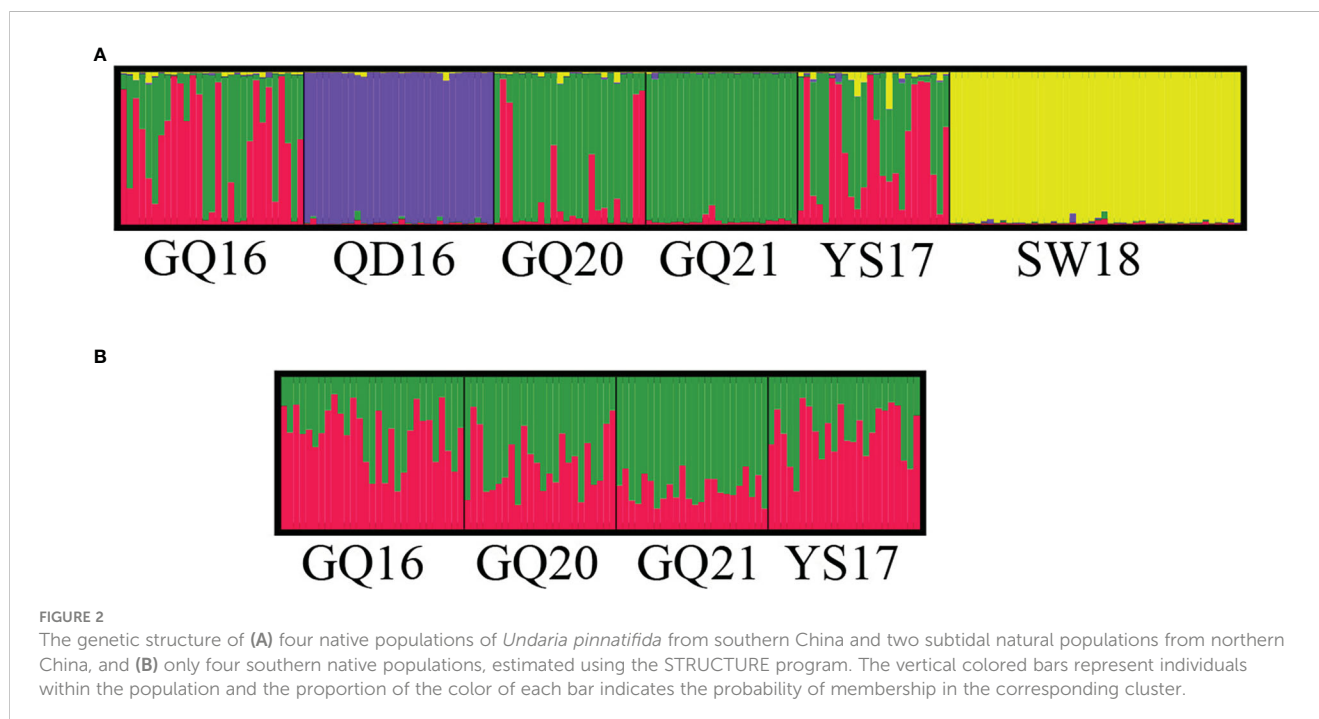 A
GQ16 QD16 GQ20 GQ21 YS17 SW18
B
GQ16 GQ20 GQ21 YS17
FIGURE 2
The genetic structure of (A) four native populations of Undaria pinnatifida from southern China and two subtidal natural populations from northern
China, and (B) only four southern native populations, estimated using the STRUCTURE program. The vertical colored bars represent individuals
within the population and the proportion of the color of each bar indicates the probability of membership in the corresponding cluster.